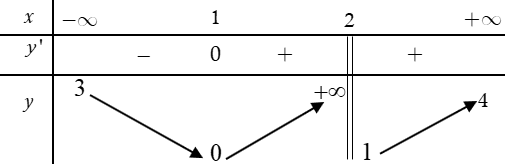 x −∞ 1 2 +∞
y' − 0 + +
3 +∞ 4
y
0 1